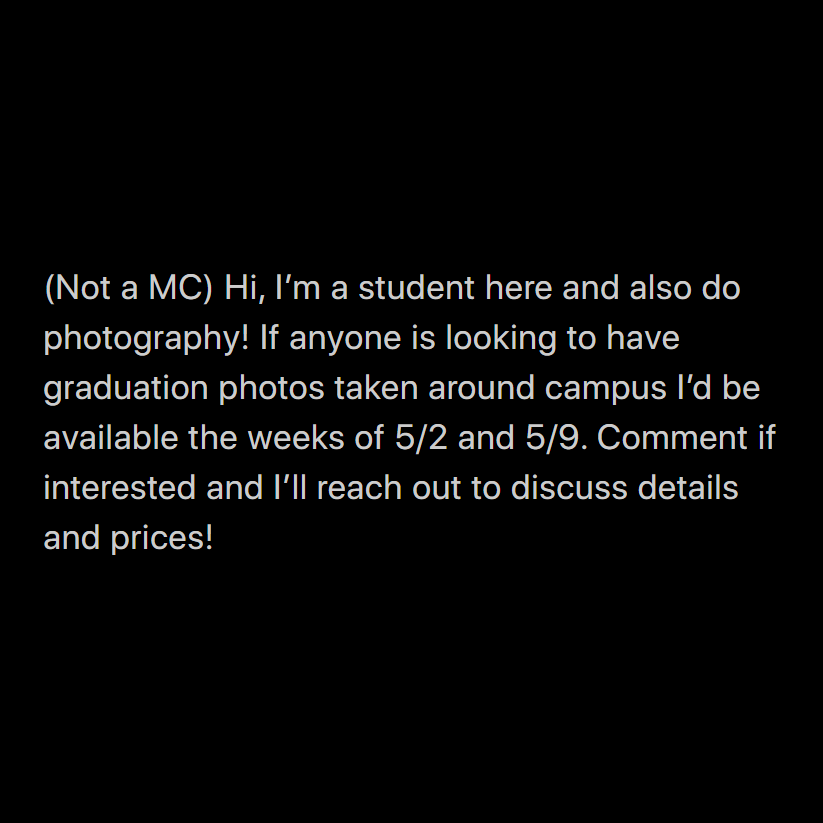 (Not a MC) Hi, I’m a student here and also do
photography! If anyone is looking to have
graduation photos taken around campus I’d be
available the weeks of 5/2 and 5/9. Comment if
interested and I’ll reach out to discuss details
and prices!